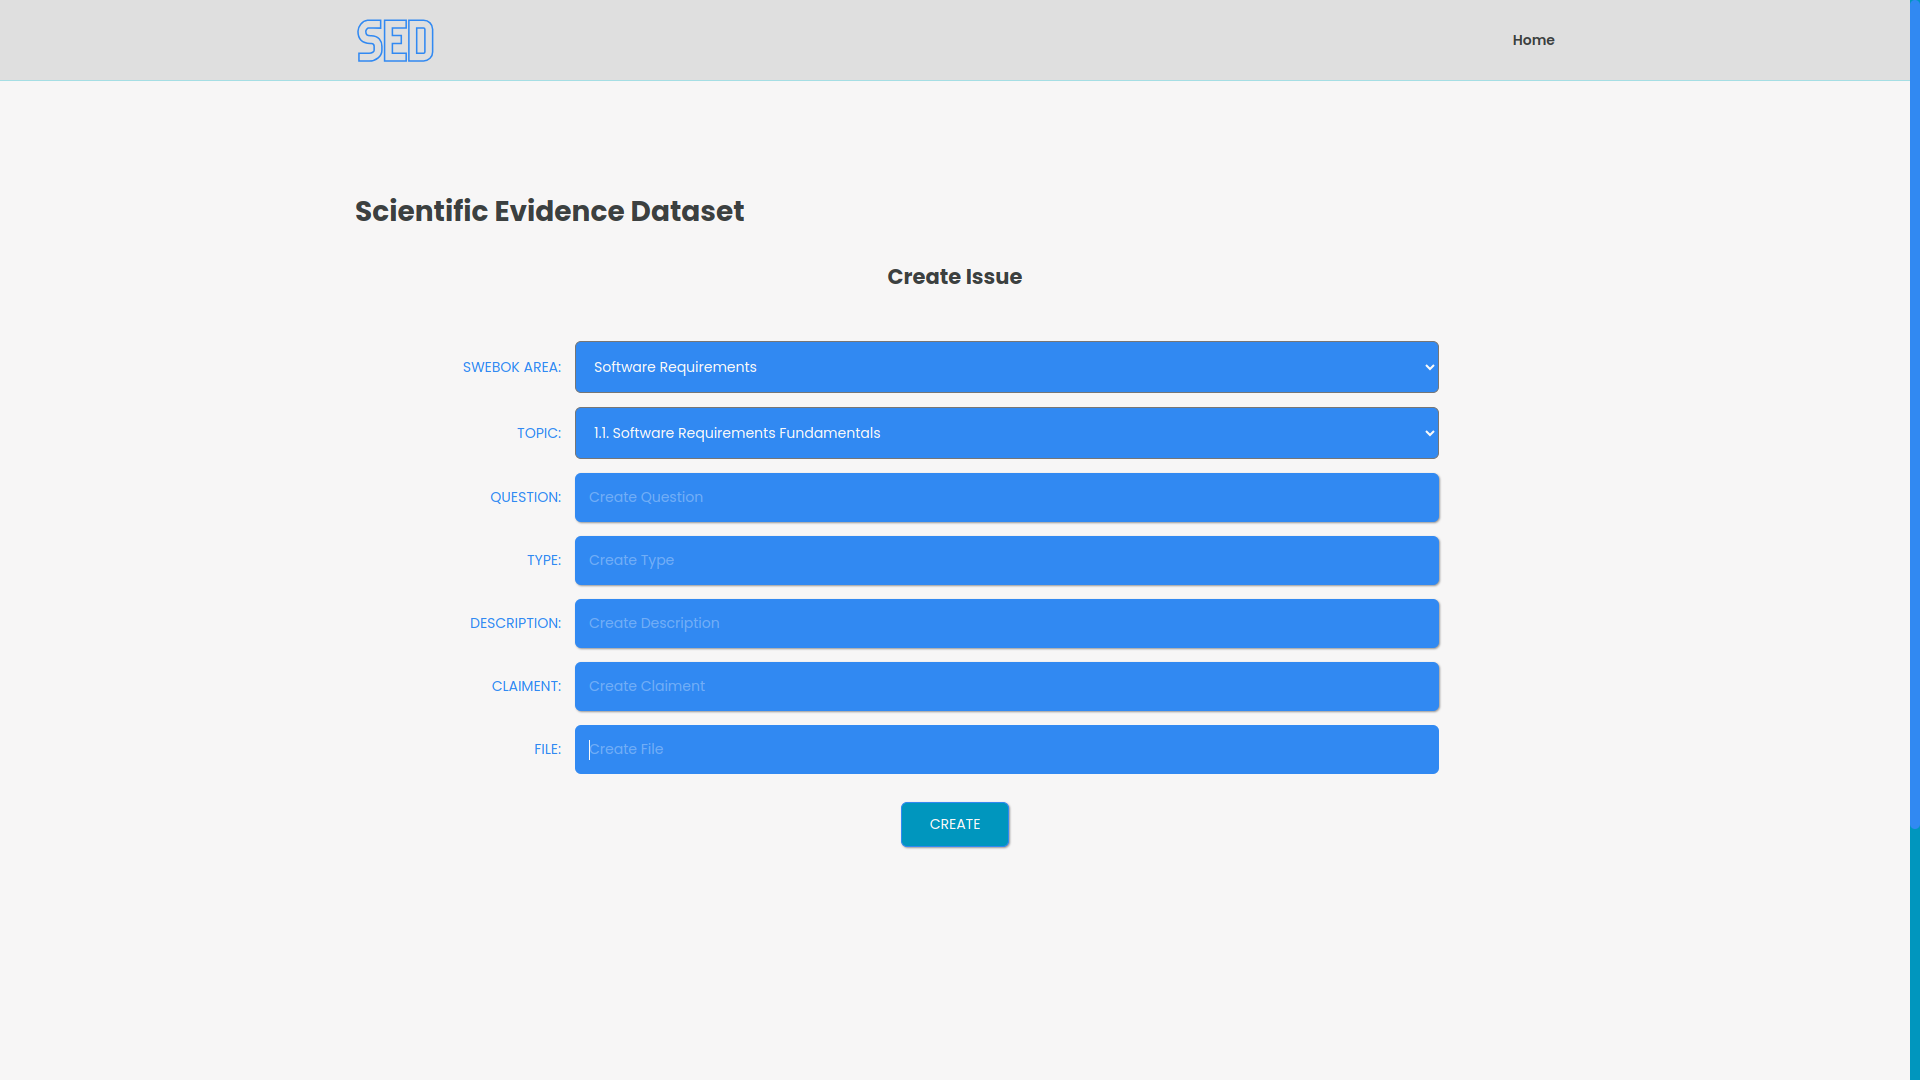 SED
Home
Scientific Evidence Dataset
Create Issue
SWEBOK AREA: Software Requirements
TOPIC: 1.1. Software Requirements Fundamentals
QUESTION: Create Question
TYPE: Create Type
DESCRIPTION: Create Description
CLAIMENT: Create Claiment
FILE: Create File
CREATE